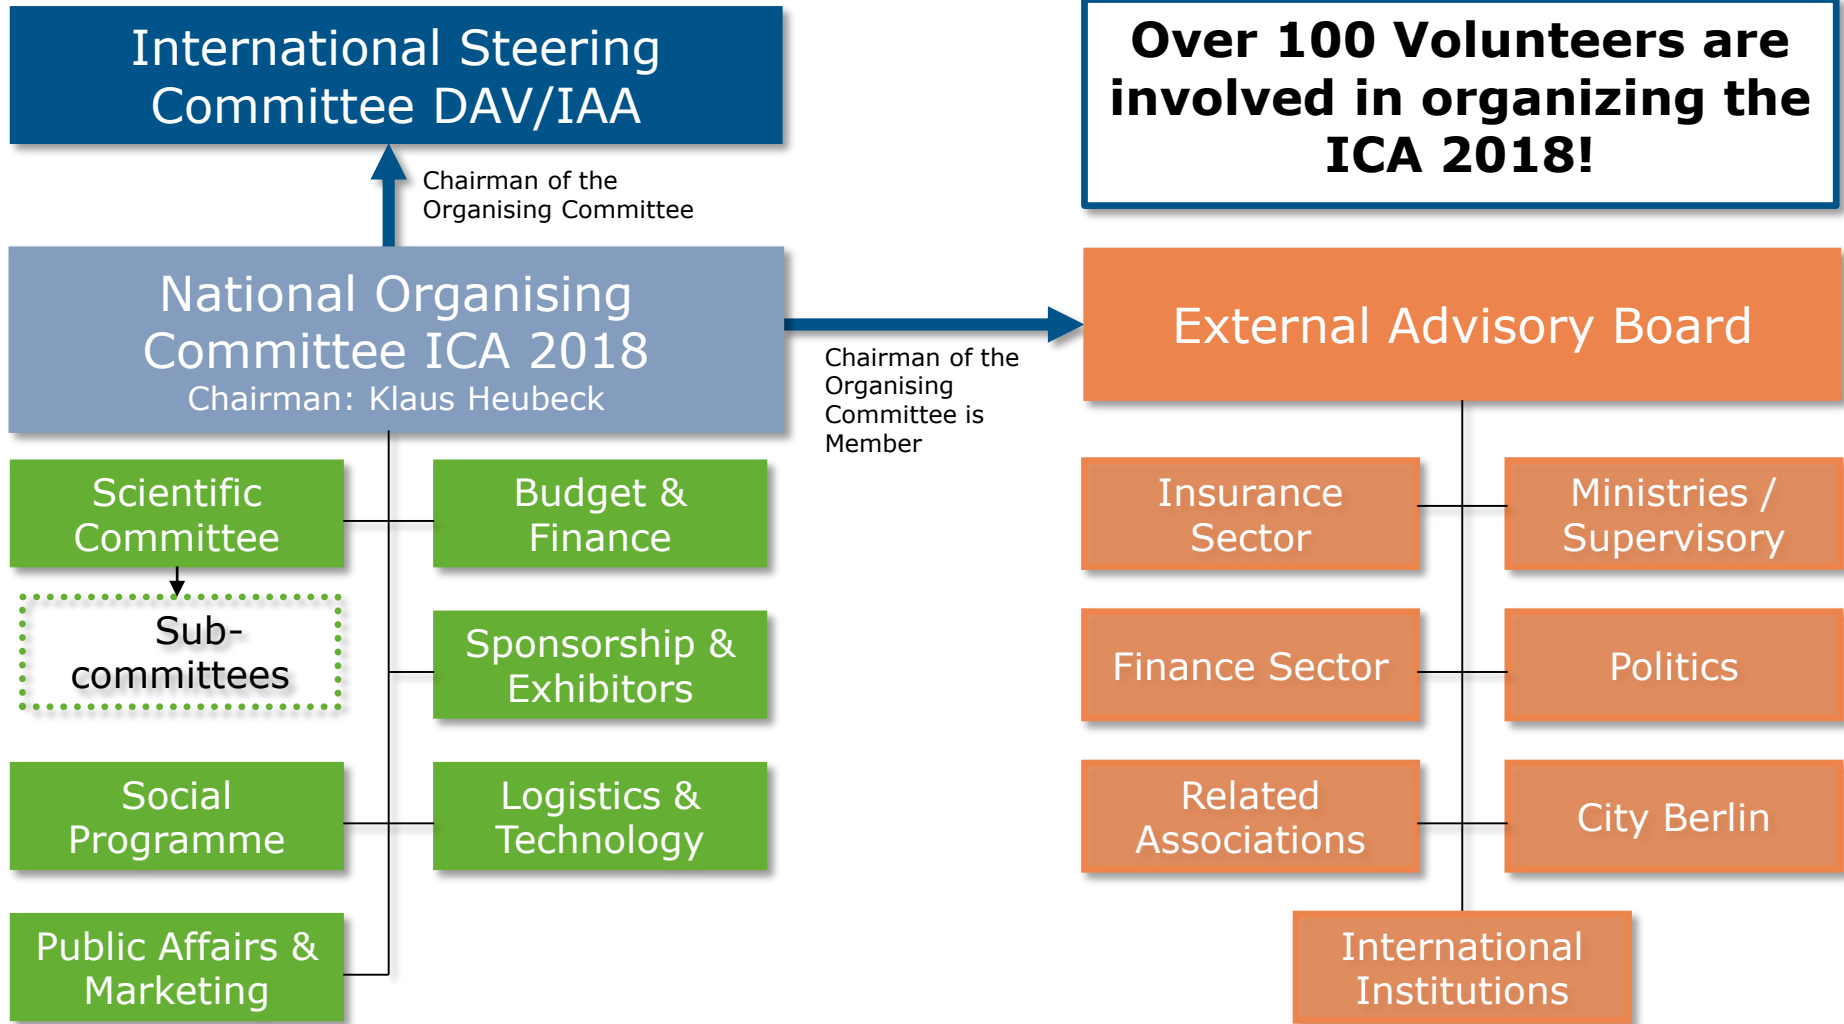 International Steering
Committee DAV/IAA
Over 100 Volunteers are
involved in organizing the
ICA 2018!
Chairman of the
Organising Committee
National Organising
Committee ICA 2018
Chairman: Klaus Heubeck
Chairman of the
Organising
Committee is
Member
External Advisory Board
Scientific
Committee
Budget &
Finance
Sub-
committees
Sponsorship &
Exhibitors
Social
Programme
Logistics &
Technology
Public Affairs &
Marketing
Insurance
Sector
Ministries /
Supervisory
Finance Sector
Politics
Related
Associations
City Berlin
International
Institutions